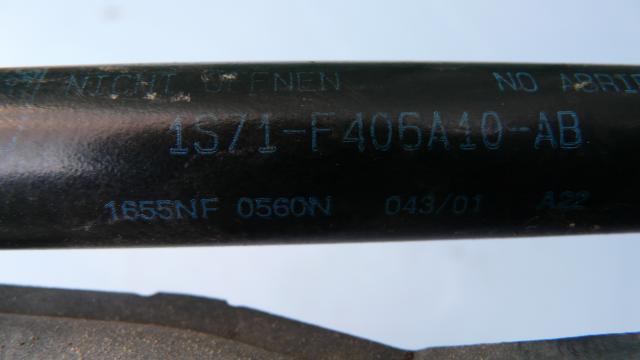 NICHT ÖFFNEN NO ABRIR
1S71-F406A10-AB
1655NF 0560N 043/01 A22